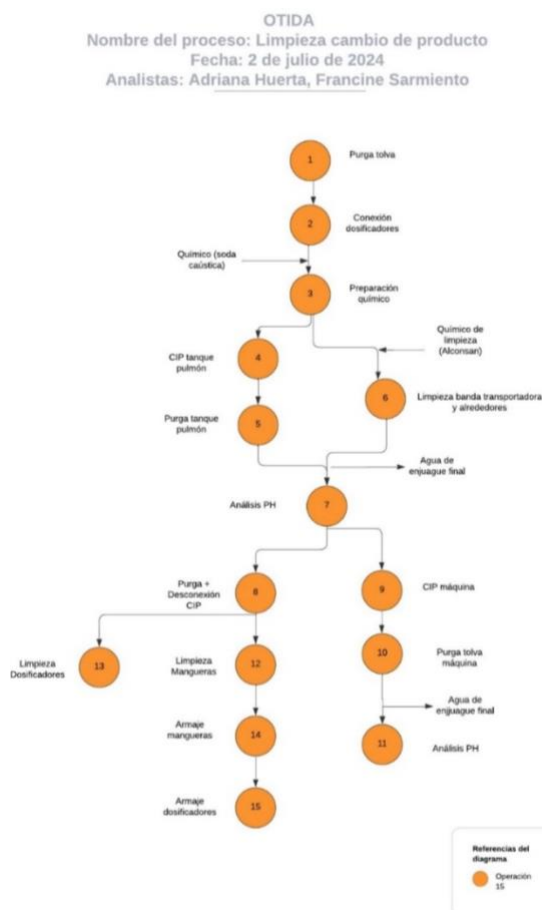 OTIDA
Nombre del proceso: Limpieza cambio de producto
Fecha: 2 de julio de 2024
Analistas: Adriana Huerta, Francine Sarmiento
1
Purga tolva
2
Conexión
dosificadores
Químico (soda
caústica)
3
Preparación
químico
Químico de
limpieza
(Alconsan)
CIP tanque
pulmón
4
6
Limpieza banda transportadora
y alrededores
Purga tanque
pulmón
5
Agua de
enjuague final
Análisis PH
7
Purga +
Desconexión
CIP
8
9
CIP máquina
Limpieza
Dosificadores
13
Limpieza
Mangueras
12
10
Purga tolva
máquina
Agua de
enjuague final
Armaje
mangueras
14
11
Análisis PH
Armaje
dosificadores
15
Referencias del
diagrama
Operación
15